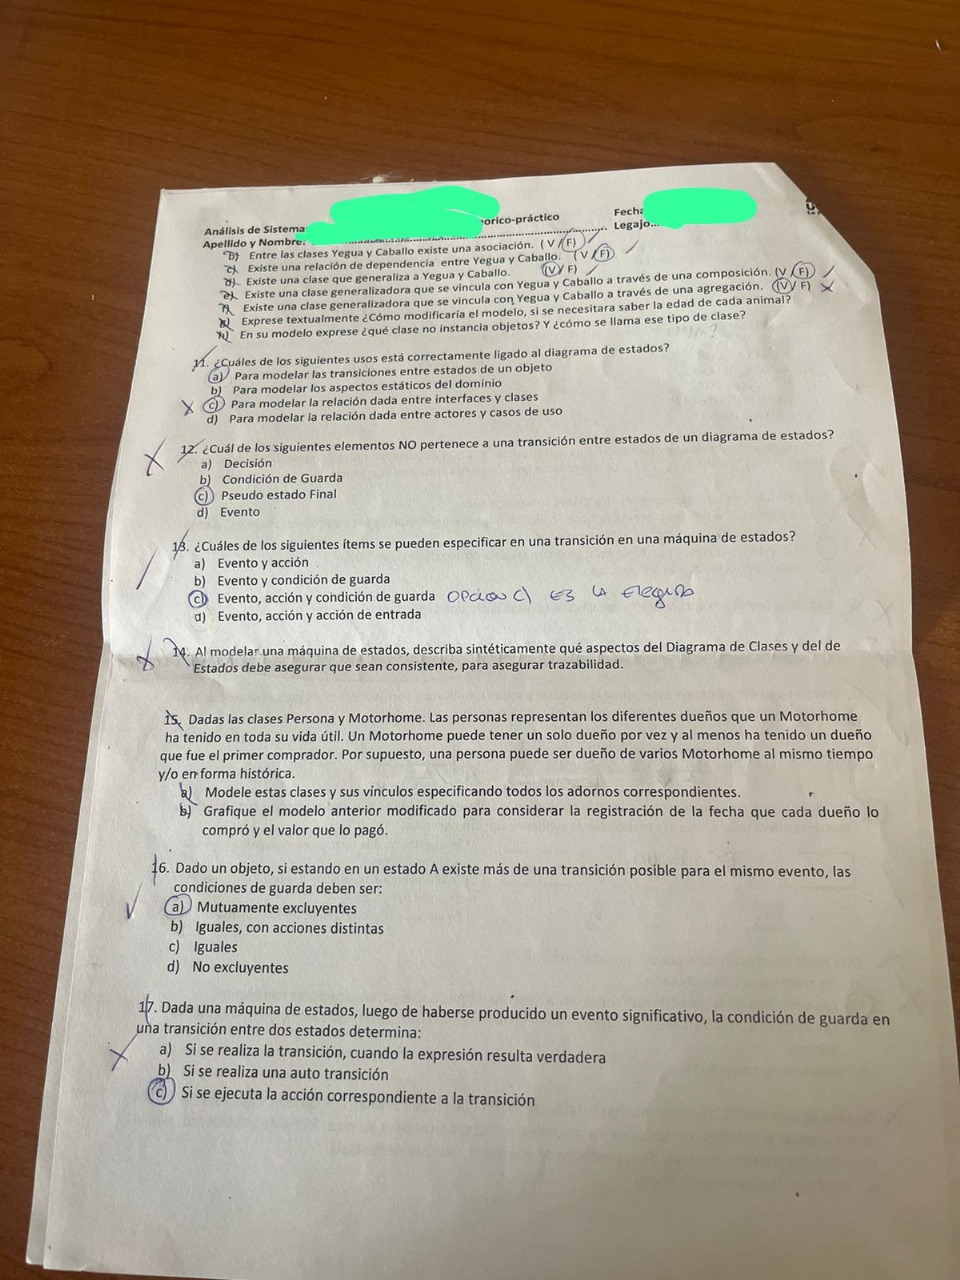 Análisis de Sistema
orico-práctico
Fecha
Apellido y Nombre:
Legajo...
b) Entre las clases Yegua y Caballo existe una asociación. ( V / F)
c) Existe una relación de dependencia entre Yegua y Caballo. (V / F)
d) Existe una clase que generaliza a Yegua y Caballo. (V/ F)
e) Existe una clase generalizadora que se vincula con Yegua y Caballo a través de una composición. (V / F)
f) Existe una clase generalizadora que se vincula con Yegua y Caballo a través de una agregación. (V/ F)
g) Exprese textualmente ¿Cómo modificaría el modelo, si se necesitara saber la edad de cada animal?
h) En su modelo exprese ¿qué clase no instancia objetos? Y ¿cómo se llama ese tipo de clase?
11. ¿Cuáles de los siguientes usos está correctamente ligado al diagrama de estados?
a) Para modelar las transiciones entre estados de un objeto
b) Para modelar los aspectos estáticos del dominio
c) Para modelar la relación dada entre interfaces y clases
d) Para modelar la relación dada entre actores y casos de uso
12. ¿Cuál de los siguientes elementos NO pertenece a una transición entre estados de un diagrama de estados?
a) Decisión
b) Condición de Guarda
c) Pseudo estado Final
d) Evento
13. ¿Cuáles de los siguientes ítems se pueden especificar en una transición en una máquina de estados?
a) Evento y acción
b) Evento y condición de guarda
c) Evento, acción y condición de guarda opcion c) ES LA Elegida
d) Evento, acción y acción de entrada
14. Al modelar una máquina de estados, describa sintéticamente qué aspectos del Diagrama de Clases y del de
Estados debe asegurar que sean consistente, para asegurar trazabilidad.
15. Dadas las clases Persona y Motorhome. Las personas representan los diferentes dueños que un Motorhome
ha tenido en toda su vida útil. Un Motorhome puede tener un solo dueño por vez y al menos ha tenido un dueño
que fue el primer comprador. Por supuesto, una persona puede ser dueño de varios Motorhome al mismo tiempo
y/o en forma histórica.
a) Modele estas clases y sus vínculos especificando todos los adornos correspondientes.
b) Grafique el modelo anterior modificado para considerar la registración de la fecha que cada dueño lo
compró y el valor que lo pagó.
16. Dado un objeto, si estando en un estado A existe más de una transición posible para el mismo evento, las
condiciones de guarda deben ser:
a) Mutuamente excluyentes
b) Iguales, con acciones distintas
c) Iguales
d) No excluyentes
17. Dada una máquina de estados, luego de haberse producido un evento significativo, la condición de guarda en
una transición entre dos estados determina:
a) Si se realiza la transición, cuando la expresión resulta verdadera
b) Si se realiza una auto transición
c) Si se ejecuta la acción correspondiente a la transición